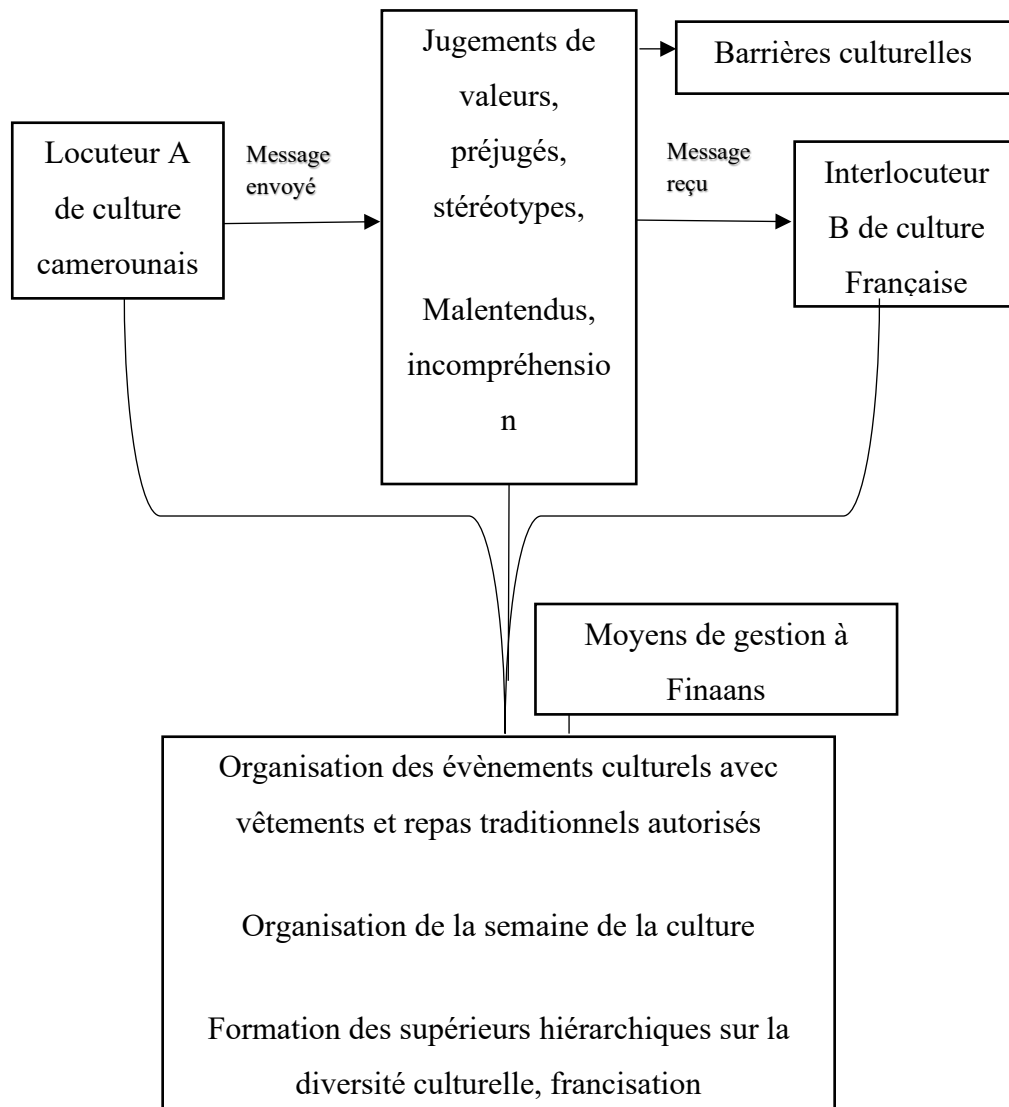 Jugements de
valeurs,
préjugés,
stéréotypes,
Malentendus,
incompréhensio
n
Barrières culturelles
Locuteur A
de culture
camerounais
Message
envoyé
Message
reçu
Interlocuteur
B de culture
Française
Moyens de gestion à
Finaans
Organisation des évènements culturels avec
vêtements et repas traditionnels autorisés
Organisation de la semaine de la culture
Formation des supérieurs hiérarchiques sur la
diversité culturelle, francisation